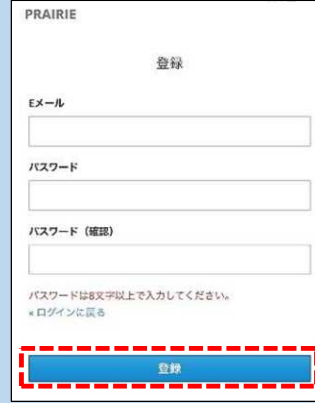 PRAIRIE
登録
Eメール
パスワード
パスワード（確認）
パスワードは8文字以上で入力してください。
« ログインに戻る
登録